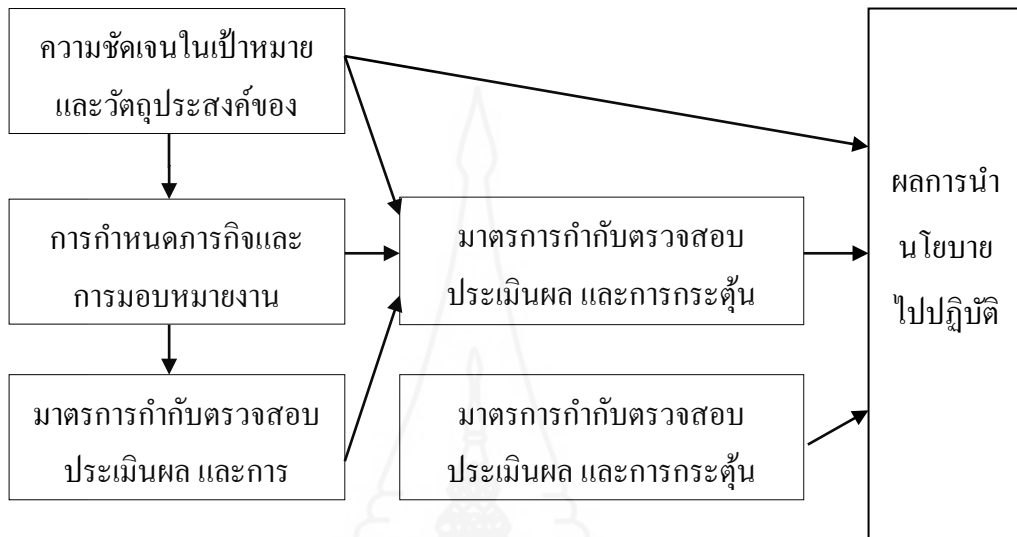 ความชัดเจนในเป้าหมาย
และวัตถุประสงค์ของ
การกำหนดภารกิจและ
การมอบหมายงาน
มาตรการกำกับตรวจสอบ
ประเมินผล และการ
มาตรการกำกับตรวจสอบ
ประเมินผล และการกระตุ้น
มาตรการกำกับตรวจสอบ
ประเมินผล และการกระตุ้น
ผลการนำ
นโยบาย
ไปปฏิบัติ